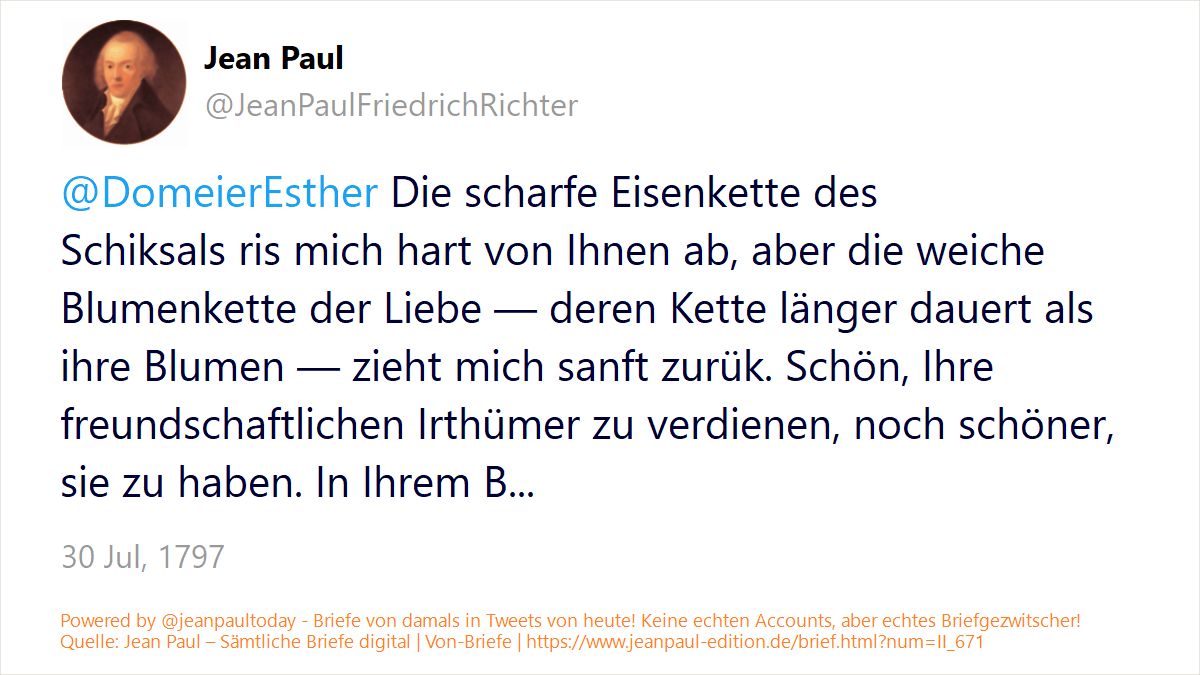 Jean Paul
@JeanPaulFriedrichRichter
@DomeierEsther Die scharfe Eisenkette des
Schiksals ris mich hart von Ihnen ab, aber die weiche
Blumenkette der Liebe — deren Kette länger dauert als
ihre Blumen — zieht mich sanft zurük. Schön, Ihre
freundschaftlichen Irthümer zu verdienen, noch schöner,
sie zu haben. In Ihrem B...
30 Jul, 1797
Powered by @jeanpaultoday - Briefe von damals in Tweets von heute! Keine echten Accounts, aber echtes Briefgezwitscher!
Quelle: Jean Paul – Sämtliche Briefe digital | Von-Briefe | https://www.jeanpaul-edition.de/brief.html?num=II_671